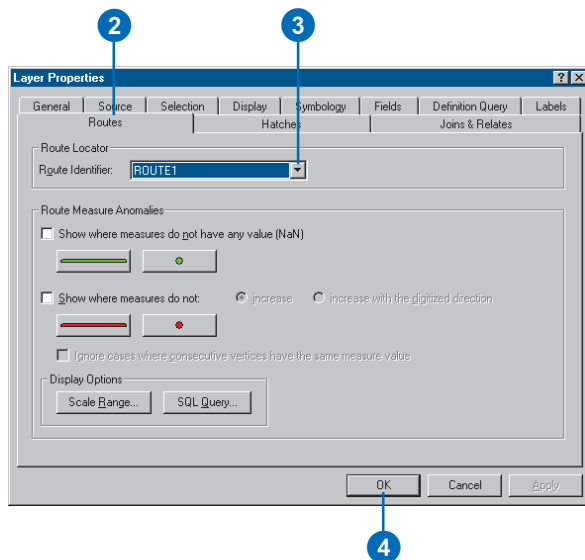 2 3
Layer Properties
General Source Selection Display Symbology Fields Definition Query Labels
Routes Hatches Joins & Relates
Route Locator
Route Identifier: ROUTE1
Route Measure Anomalies
Show where measures do not have any value (NaN)
Show where measures do not: increase increase with the digitized direction
Ignore cases where consecutive vertices have the same measure value
Display Options
Scale Range... SQL Query...
OK Cancel Apply
4